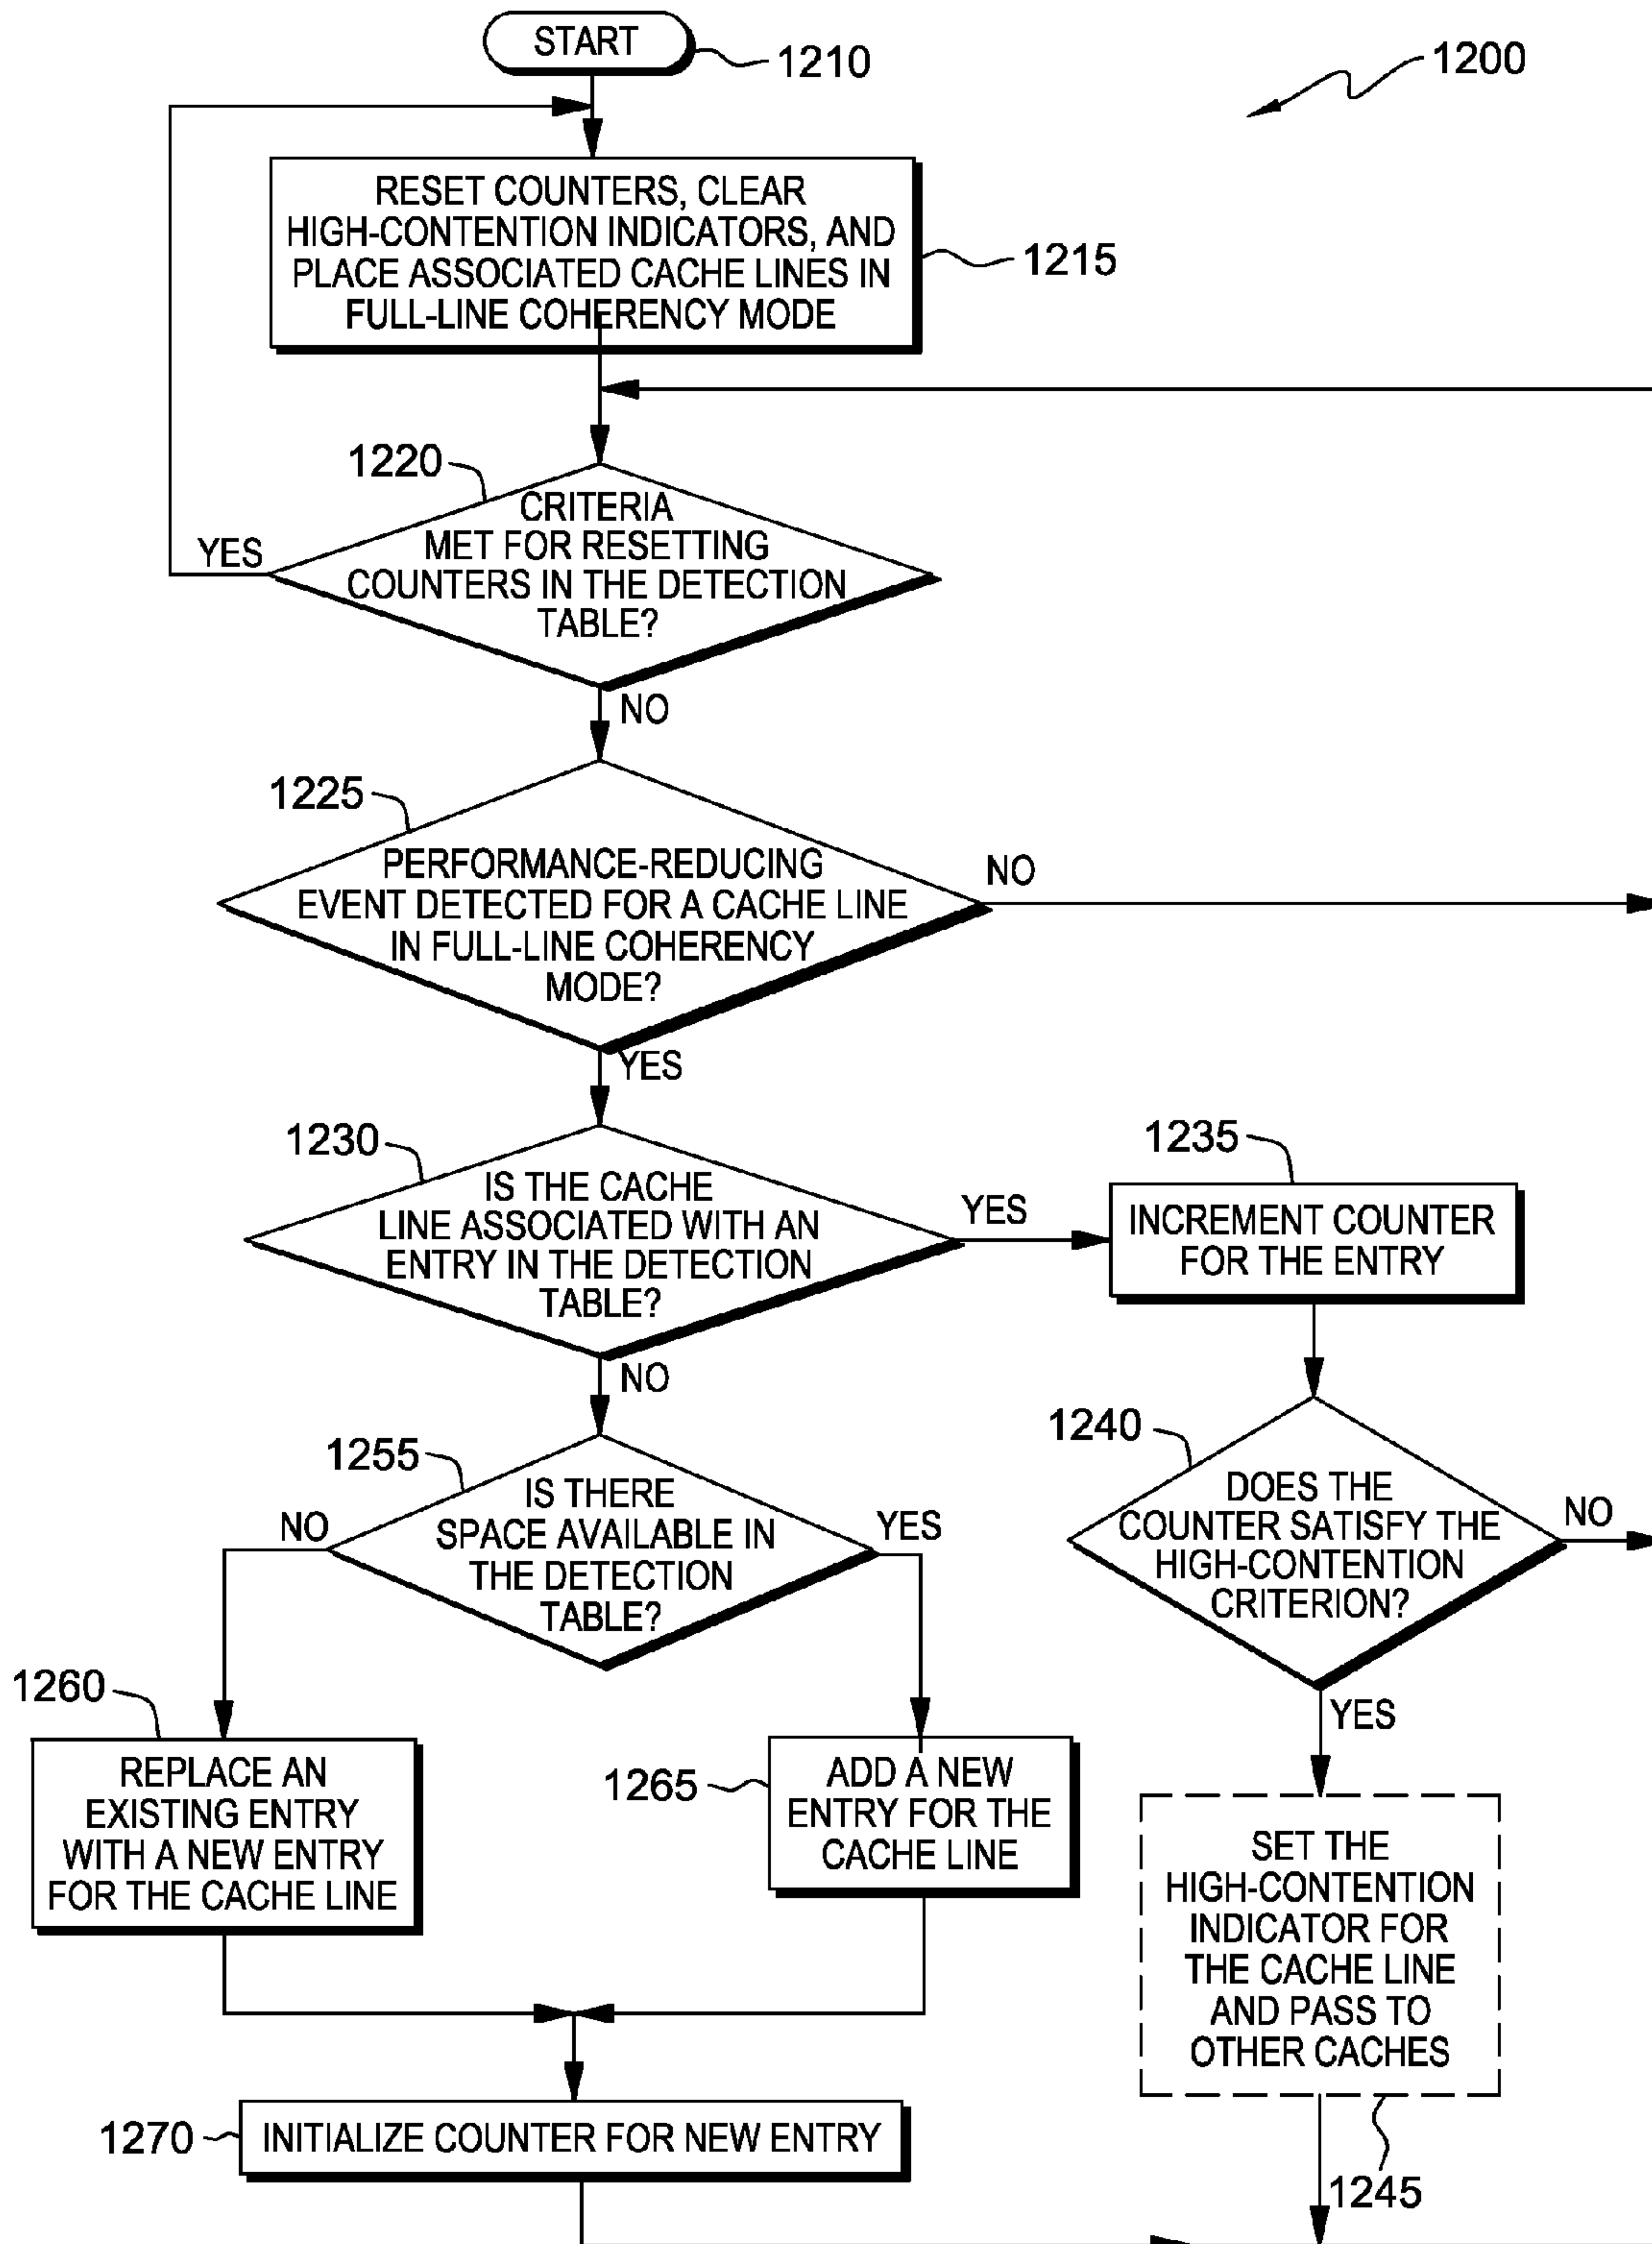 START
1210
1200
RESET COUNTERS, CLEAR
HIGH-CONTENTION INDICATORS, AND
PLACE ASSOCIATED CACHE LINES IN
FULL-LINE COHERENCY MODE
1215
1220
CRITERIA
MET FOR RESETTING
COUNTERS IN THE DETECTION
TABLE?
YES
NO
1225
PERFORMANCE-REDUCING
EVENT DETECTED FOR A CACHE LINE
IN FULL-LINE COHERENCY
MODE?
NO
YES
1230
IS THE CACHE
LINE ASSOCIATED WITH AN
ENTRY IN THE DETECTION
TABLE?
YES
NO
1235
INCREMENT COUNTER
FOR THE ENTRY
1240
DOES THE
COUNTER SATISFY THE
HIGH-CONTENTION
CRITERION?
NO
YES
1255
IS THERE
SPACE AVAILABLE IN
THE DETECTION
TABLE?
NO
YES
1260
REPLACE AN
EXISTING ENTRY
WITH A NEW ENTRY
FOR THE CACHE LINE
1265
ADD A NEW
ENTRY FOR THE
CACHE LINE
SET THE
HIGH-CONTENTION
INDICATOR FOR
THE CACHE LINE
AND PASS TO
OTHER CACHES
1245
1270
INITIALIZE COUNTER FOR NEW ENTRY